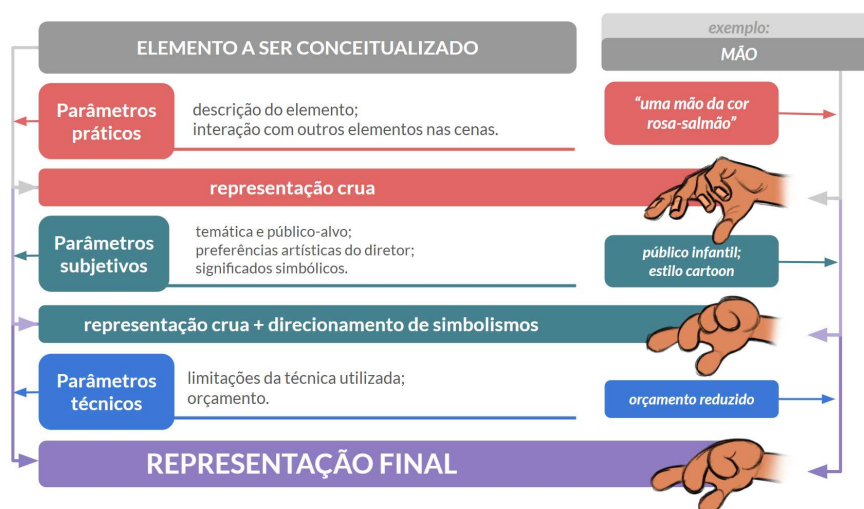 exemplo:
ELEMENTO A SER CONCEITUALIZADO
MÃO
Parâmetros
práticos
descrição do elemento;
interação com outros elementos nas cenas.
“uma mão da cor
rosa-salmão”
representação crua
Parâmetros
subjetivos
temática e público-alvo;
preferências artísticas do diretor;
significados simbólicos.
público infantil;
estilo cartoon
representação crua + direcionamento de simbolismos
Parâmetros
técnicos
limitações da técnica utilizada;
orçamento.
orçamento reduzido
REPRESENTAÇÃO FINAL